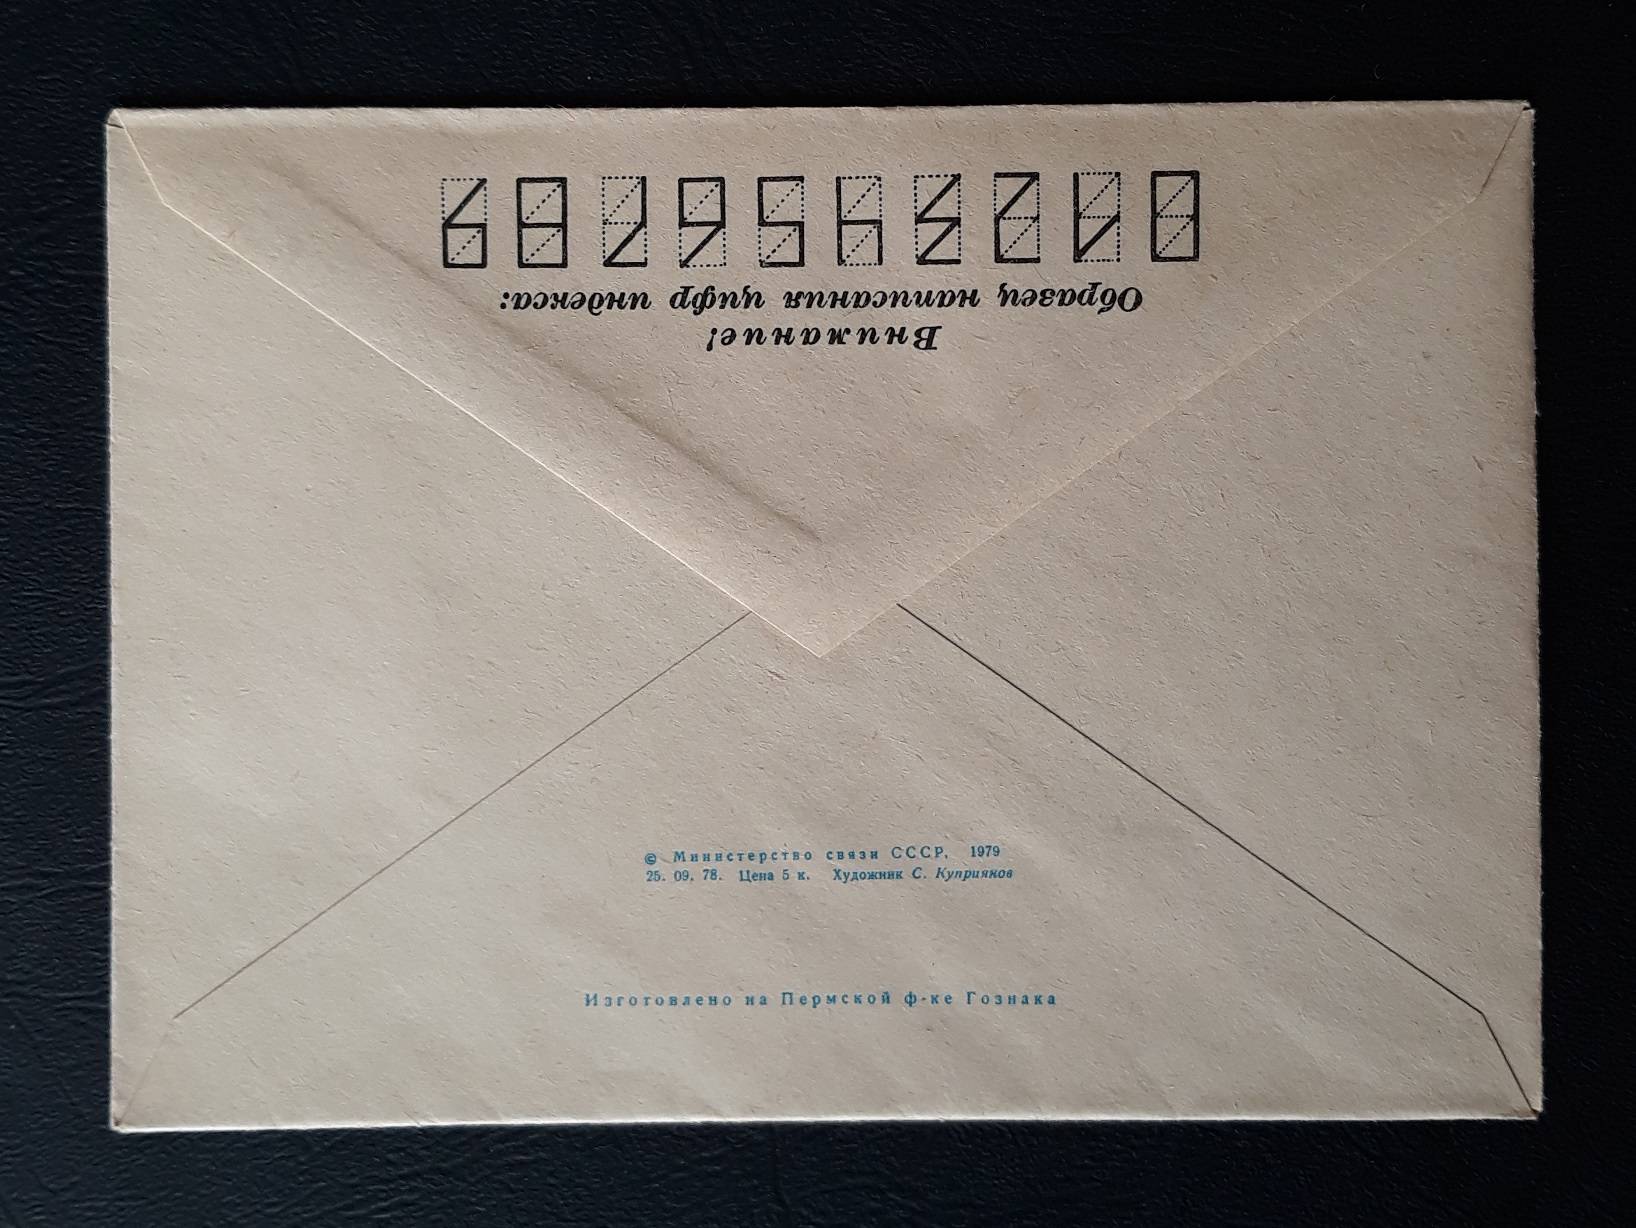 Внимание!
Образец написания цифр индекса:
0123456789
© Министерство связи СССР, 1979
25. 09. 78. Цена 5 к. Художник С. Куприянов
Изготовлено на Пермской ф-ке Гознака